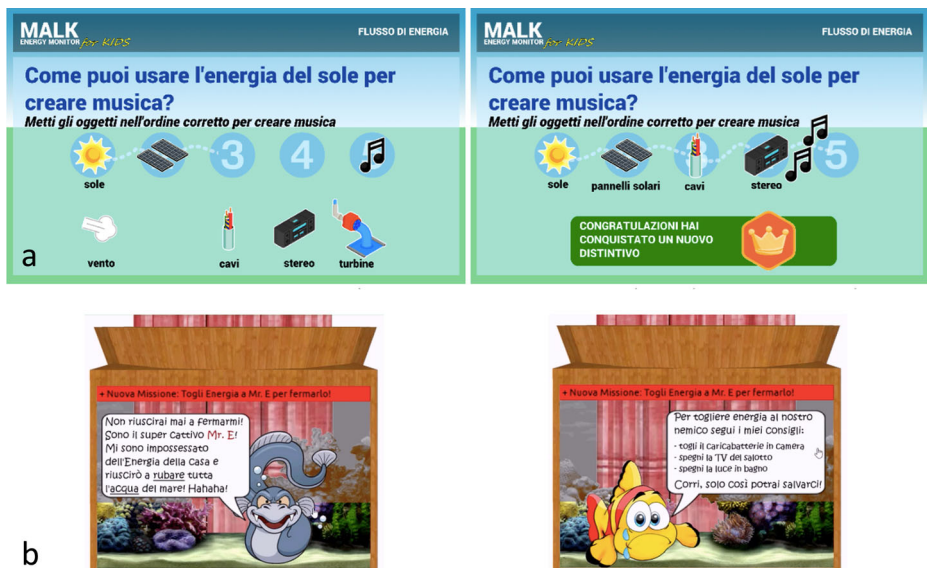 MALK
ENERGY MONITOR for KIDS
FLUSSO DI ENERGIA
Come puoi usare l'energia del sole per
creare musica?
Metti gli oggetti nell'ordine corretto per creare musica
3
4
sole
vento
cavi
stereo
turbine
a
MALK
ENERGY MONITOR for KIDS
FLUSSO DI ENERGIA
Come puoi usare l'energia del sole per
creare musica?
Metti gli oggetti nell'ordine corretto per creare musica
5
sole
pannelli solari
cavi
stereo
CONGRATULAZIONI HAI
CONQUISTATO UN NUOVO
DISTINTIVO
b
+ Nuova Missione: Togli Energia a Mr. E per fermarlo!
Non riuscirai mai a fermarmi!
Sono il super cattivo Mr. E!
Mi sono impossessato
dell'Energia della casa e
riuscirò a rubare tutta
l'acqua del mare! Hahaha!
+ Nuova Missione: Togli Energia a Mr. E per fermarlo!
Per togliere energia al nostro
nemico segui i miei consigli:
- togli il caricabatterie in camera
- spegni la TV del salotto
- spegni la luce in bagno
Corri, solo così potrai salvarci!